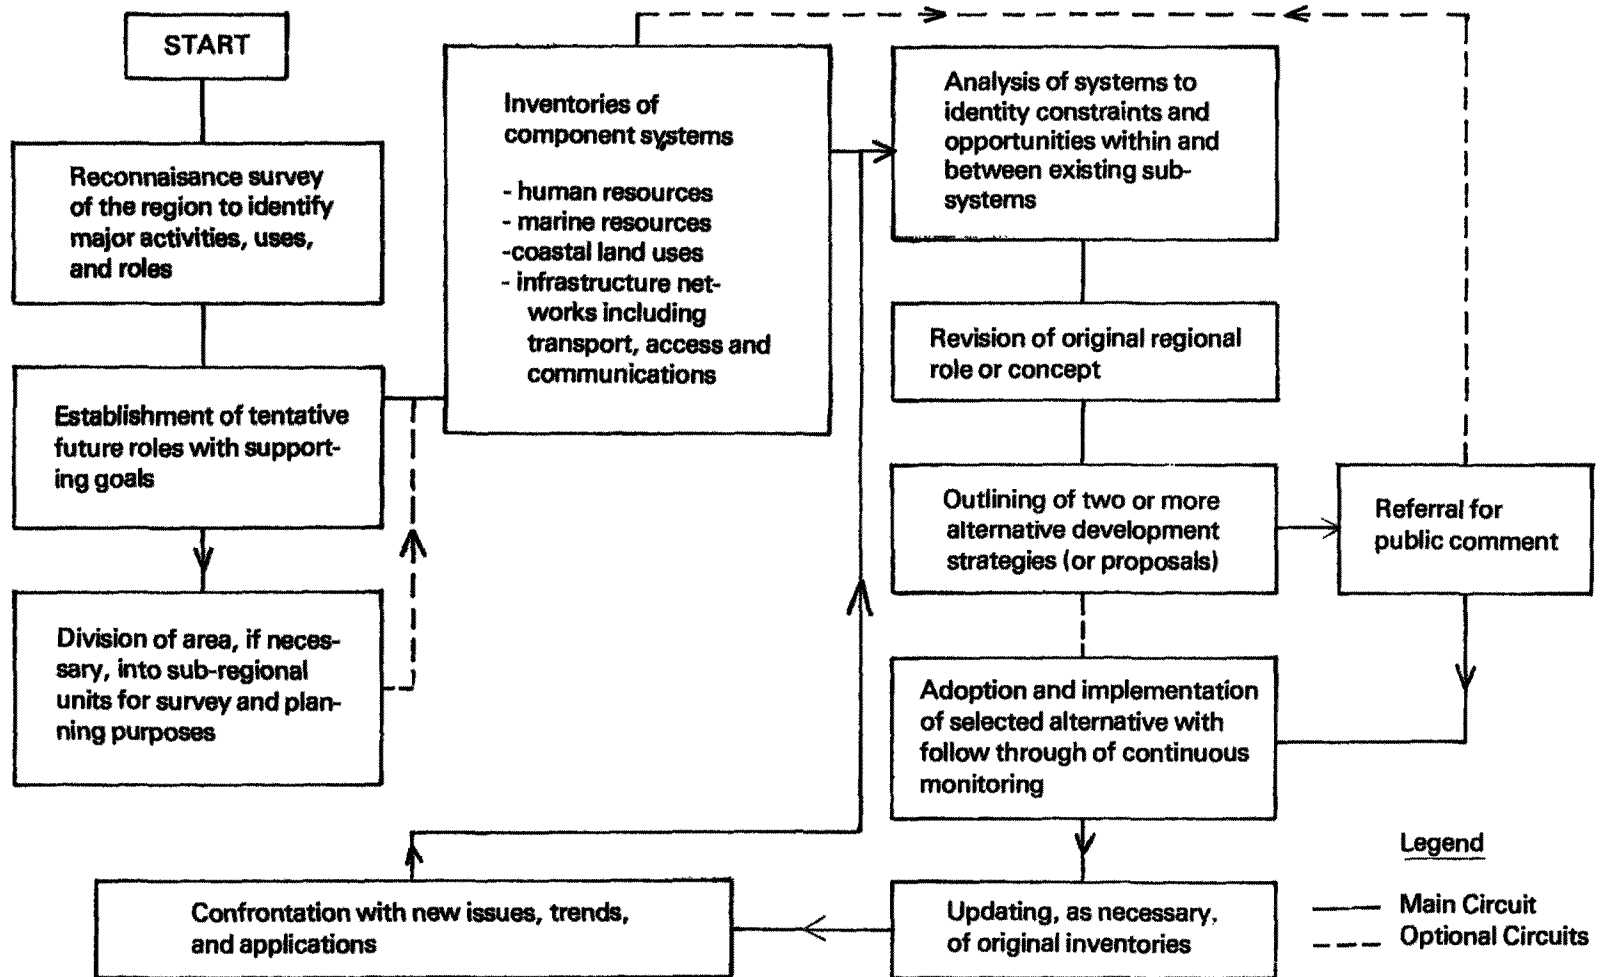 START
Reconnaisance survey
of the region to identify
major activities, uses,
and roles
Establishment of tentative
future roles with support-
ing goals
Division of area, if neces-
sary, into sub-regional
units for survey and plan-
ning purposes
Inventories of
component systems
- human resources
- marine resources
-coastal land uses
- infrastructure net-
works including
transport, access and
communications
Analysis of systems to
identity constraints and
opportunities within and
between existing sub-
systems
Revision of original regional
role or concept
Outlining of two or more
alternative development
strategies (or proposals)
Referral for
public comment
Adoption and implementation
of selected alternative with
follow through of continuous
monitoring
Updating, as necessary,
of original inventories
Confrontation with new issues, trends,
and applications
Legend
Main Circuit
Optional Circuits